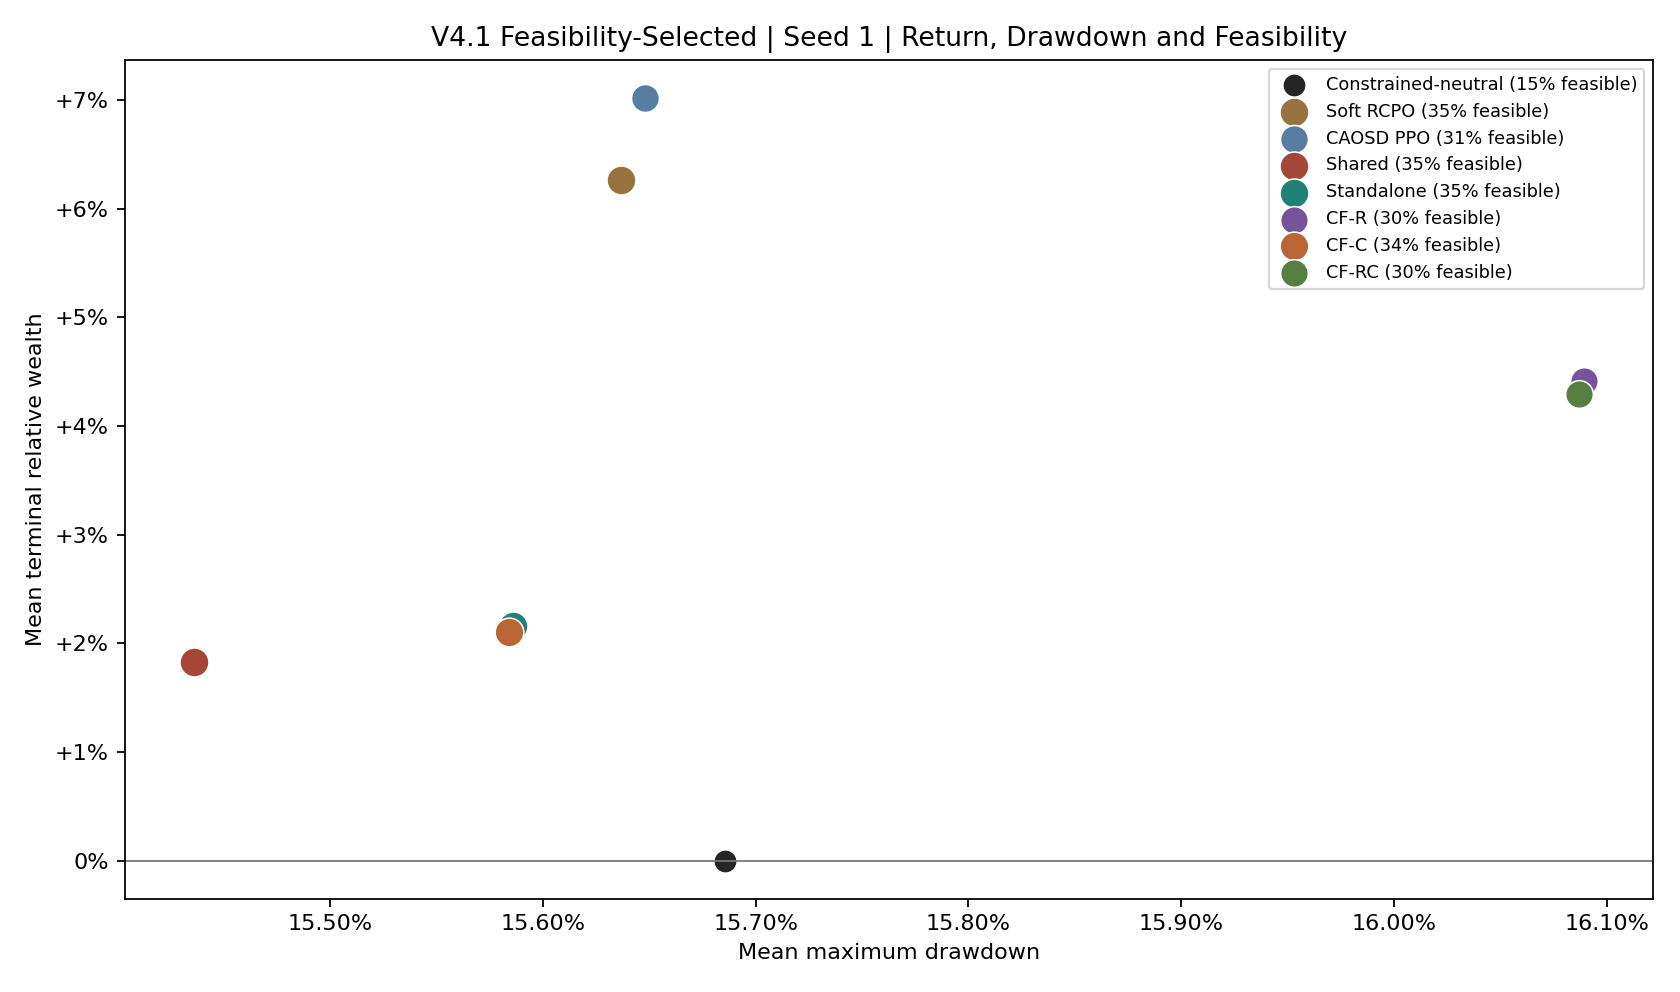 V4.1 Feasibility-Selected | Seed 1 | Return, Drawdown and Feasibility
Constrained-neutral (15% feasible)
Soft RCPO (35% feasible)
CAOSD PPO (31% feasible)
Shared (35% feasible)
Standalone (35% feasible)
CF-R (30% feasible)
CF-C (34% feasible)
CF-RC (30% feasible)
Mean terminal relative wealth
+7%
+6%
+5%
+4%
+3%
+2%
+1%
0%
15.50% 15.60% 15.70% 15.80% 15.90% 16.00% 16.10%
Mean maximum drawdown